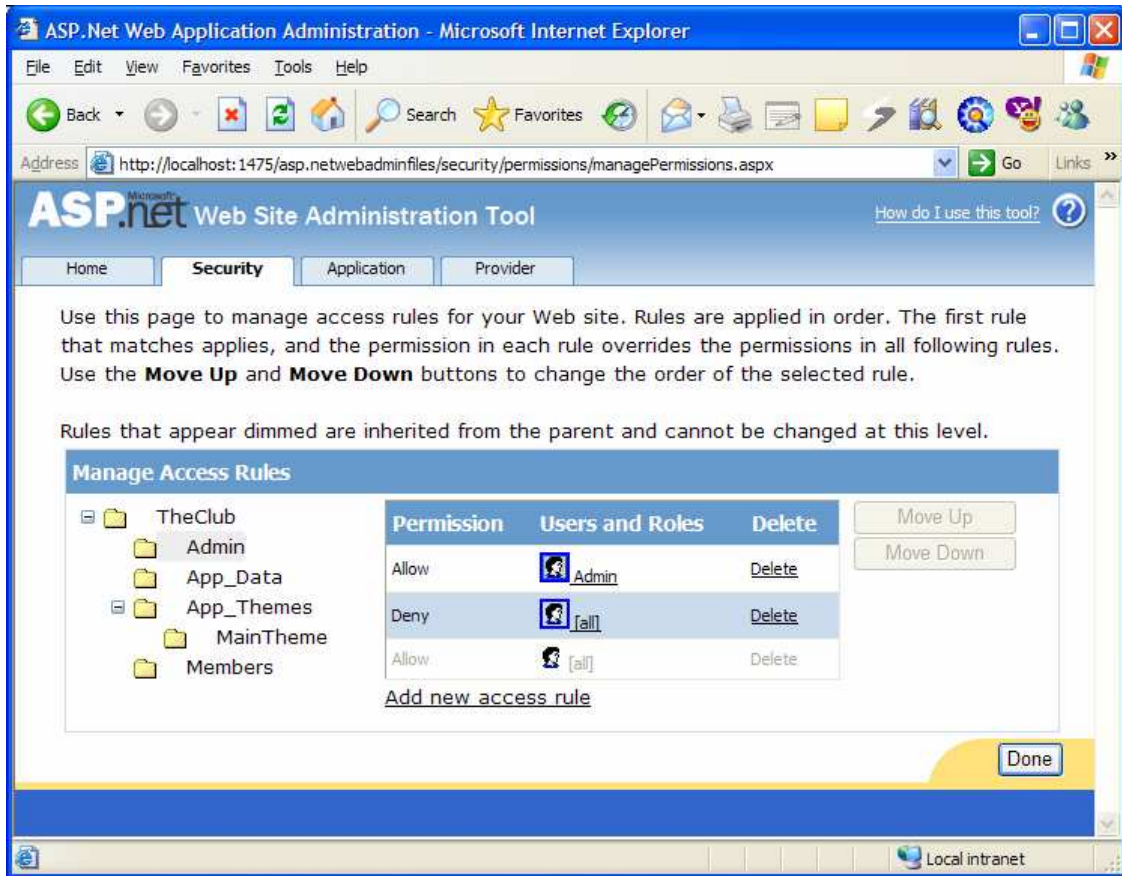 ASP.Net Web Application Administration - Microsoft Internet Explorer
File Edit View Favorites Tools Help
Back Search Favorites
Address http://localhost:1475/asp.netwebadminfiles/security/permissions/managePermissions.aspx Go Links »
Microsoft
ASP.net Web Site Administration Tool How do I use this tool? ?
Home Security Application Provider
Use this page to manage access rules for your Web site. Rules are applied in order. The first rule
that matches applies, and the permission in each rule overrides the permissions in all following rules.
Use the Move Up and Move Down buttons to change the order of the selected rule.
Rules that appear dimmed are inherited from the parent and cannot be changed at this level.
Manage Access Rules
TheClub
Admin
App_Data
App_Themes
MainTheme
Members
Permission Users and Roles Delete
Allow Admin Delete
Deny [all] Delete
Allow [all] Delete
Add new access rule
Move Up
Move Down
Done
Local intranet